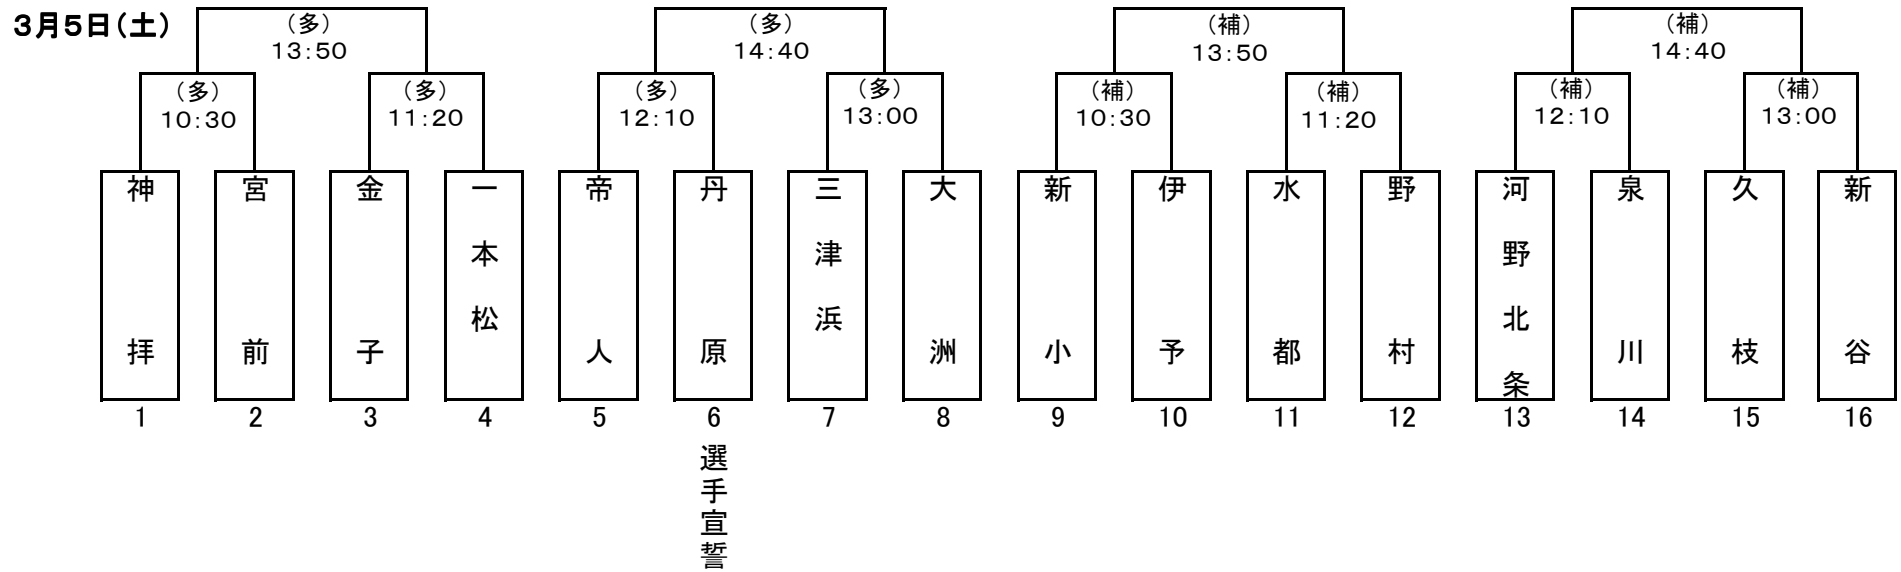 3月5日(土)
(多) (多) (補) (補)
13:50 14:40 13:50 14:40
(多) (多) (多) (多) (補) (補) (補) (補)
10:30 11:20 12:10 13:00 10:30 11:20 12:10 13:00
神拝
宮前
金子
一本松
帝人
丹原
三津浜
大洲
新小
伊予
水都
野村
河野北条
泉川
久枝
新谷
1 2 3 4 5 6 7 8 9 10 11 12 13 14 15 16
選手宣誓